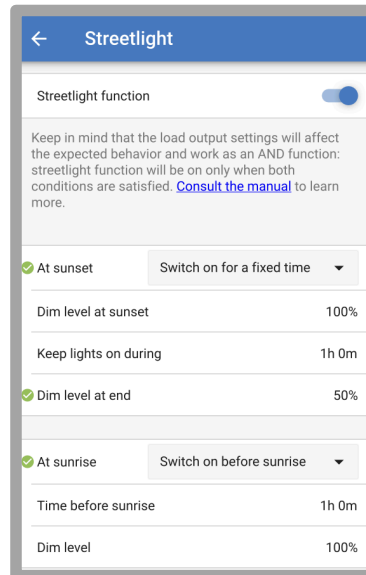 Streetlight
Streetlight function
Keep in mind that the load output settings will affect
the expected behavior and work as an AND function:
streetlight function will be on only when both
conditions are satisfied. Consult the manual to learn
more.
At sunset Switch on for a fixed time
Dim level at sunset 100%
Keep lights on during 1h 0m
Dim level at end 50%
At sunrise Switch on before sunrise
Time before sunrise 1h 0m
Dim level 100%